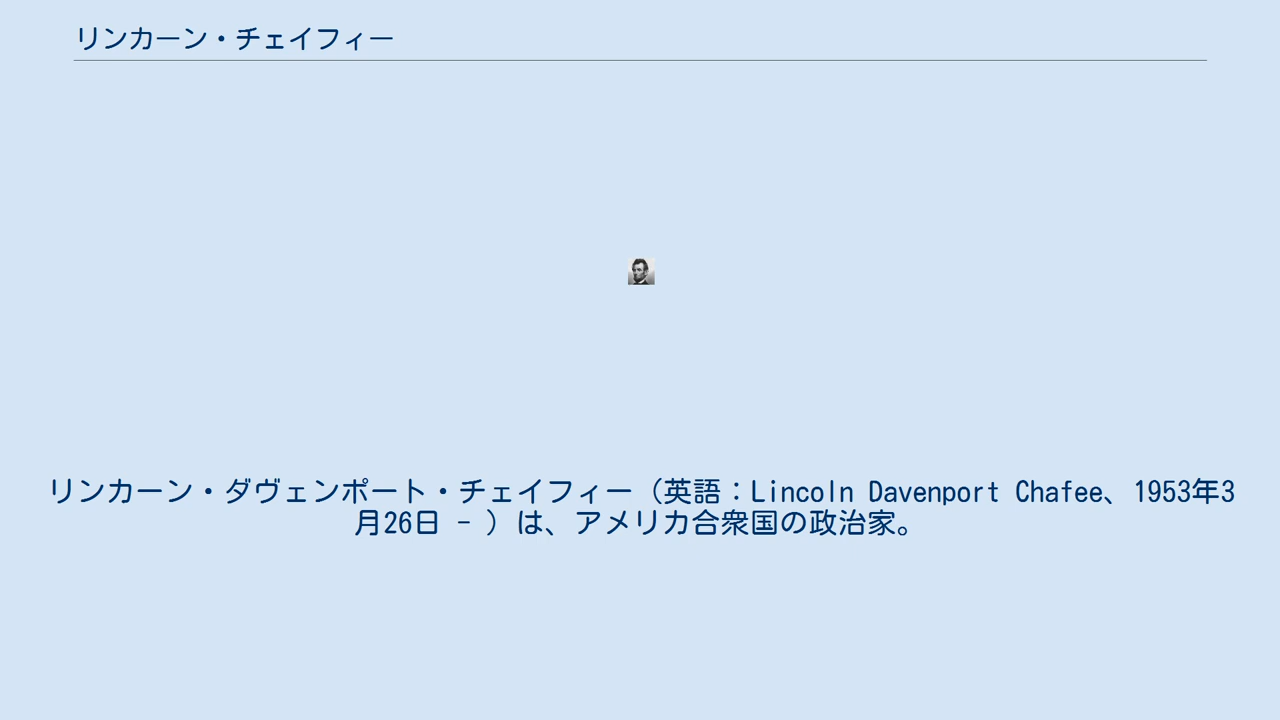 リンカーン・チェイフィー
リンカーン・ダヴェンポート・チェイフィー（英語：Lincoln Davenport Chafee、1953年3
月26日 - ）は、アメリカ合衆国の政治家。